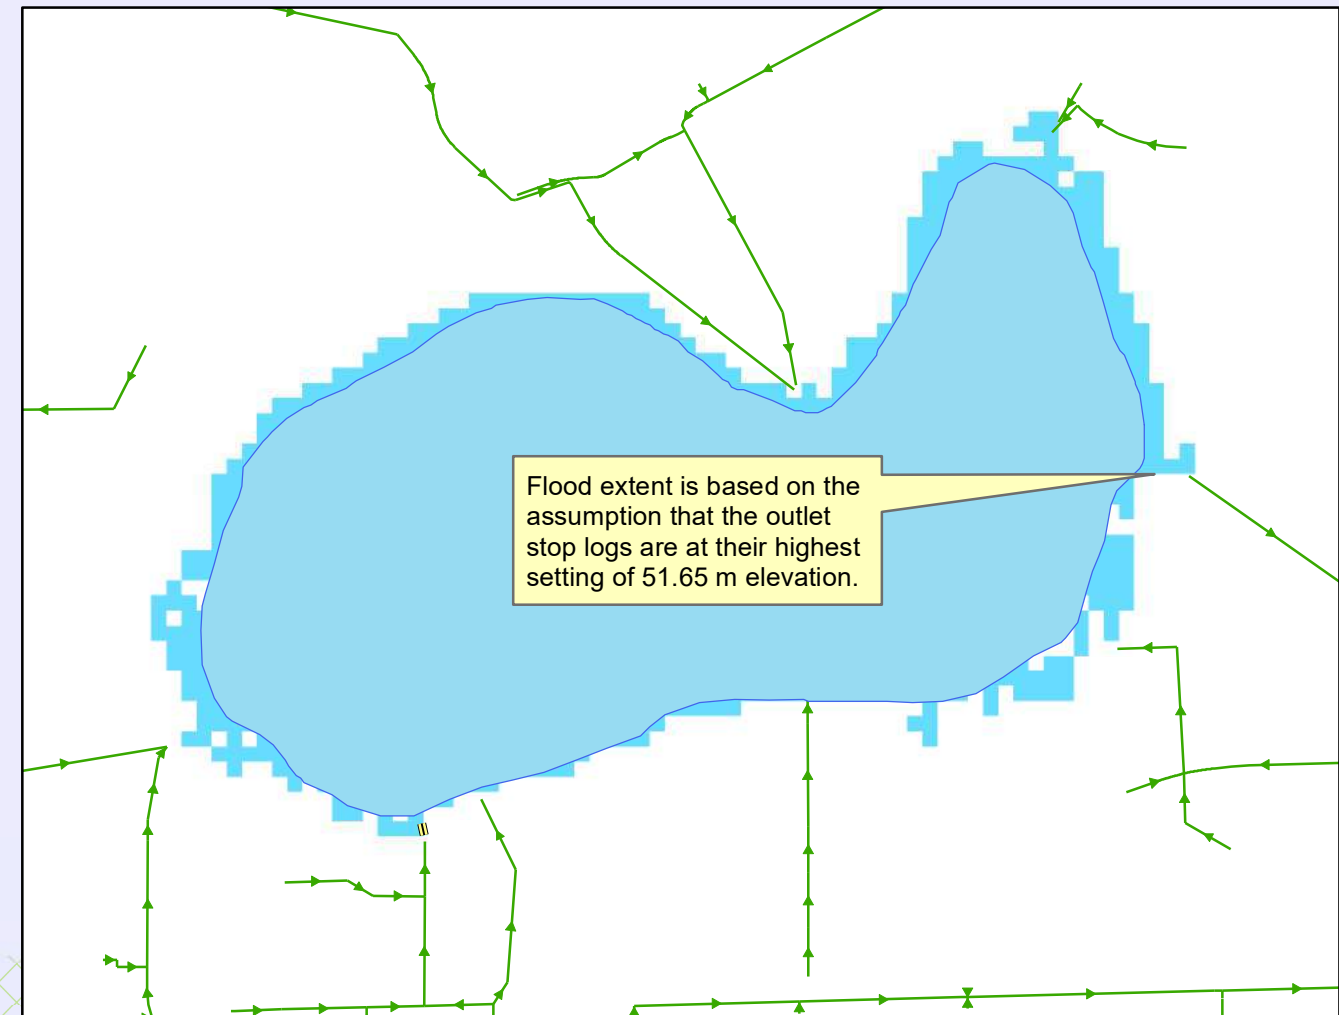 Flood extent is based on the
assumption that the outlet
stop logs are at their highest
setting of 51.65 m elevation.